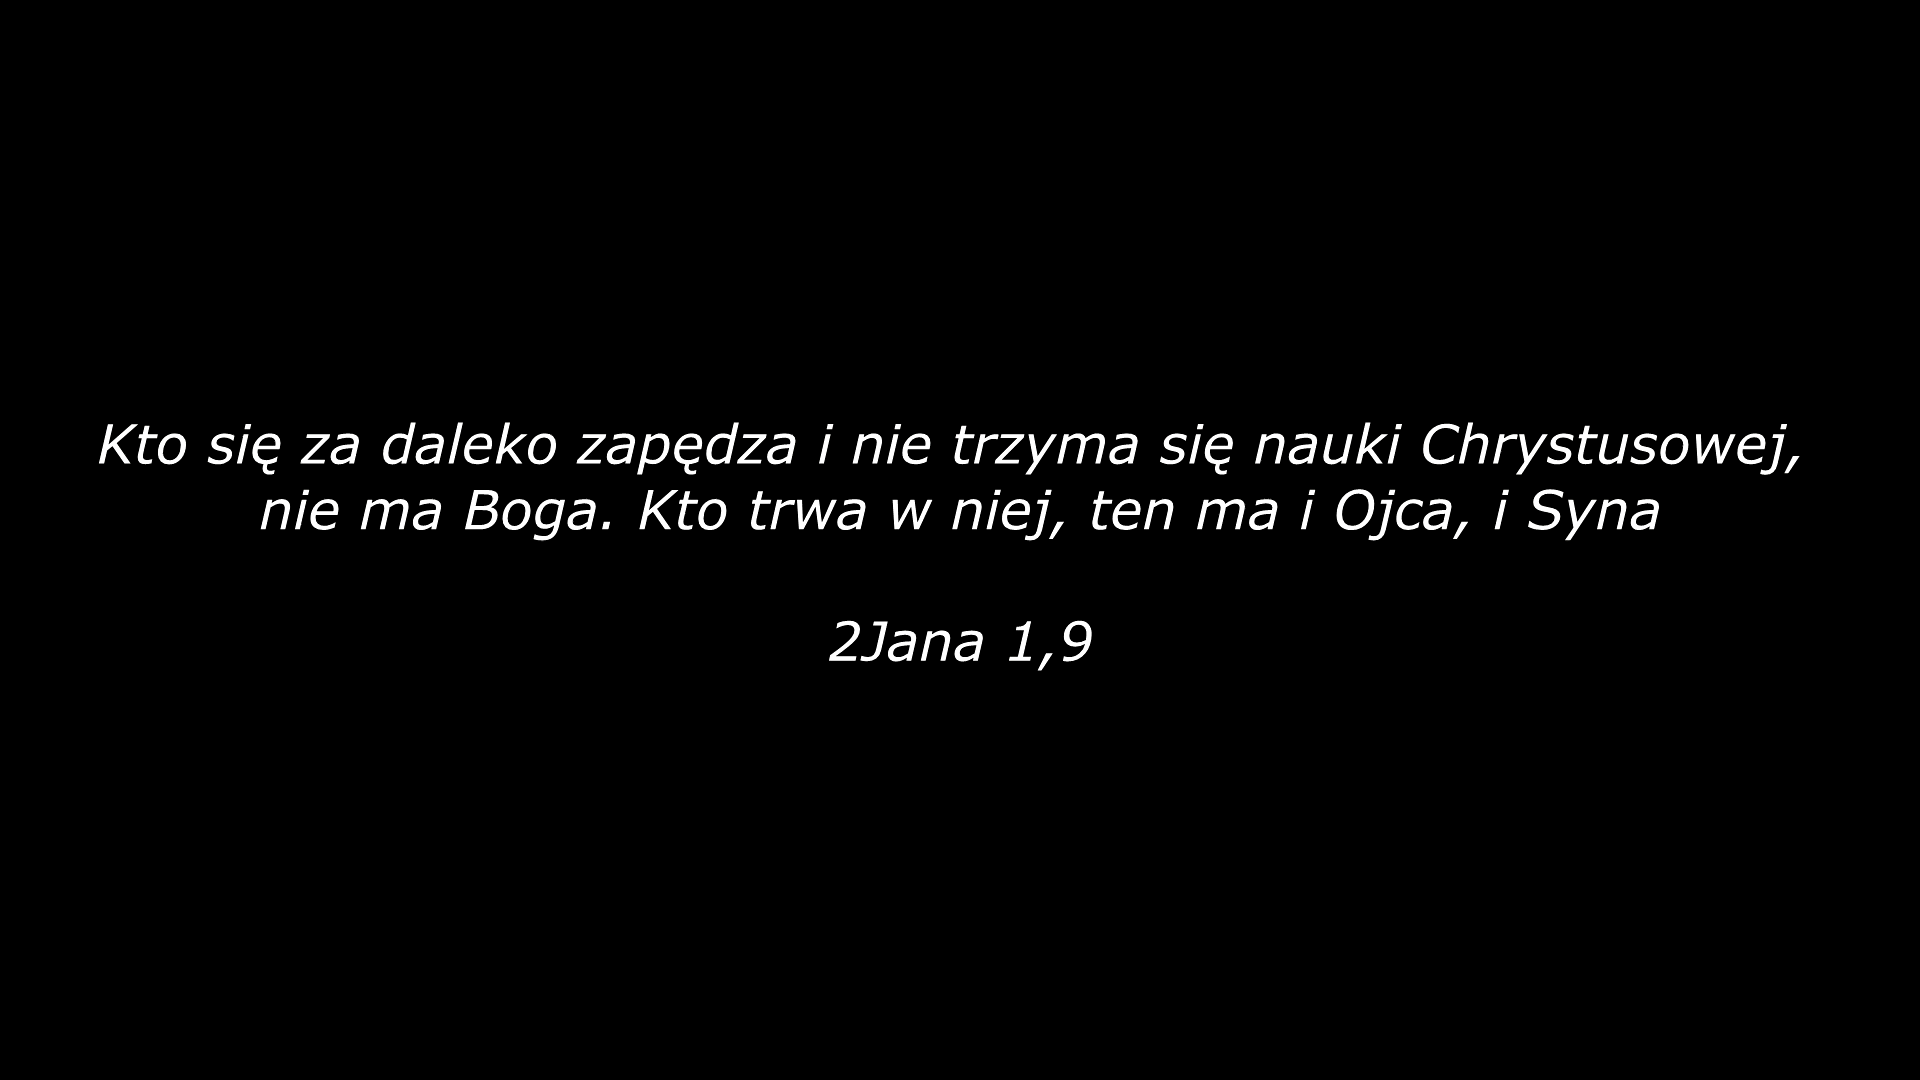 Kto się za daleko zapędza i nie trzyma się nauki Chrystusowej,
nie ma Boga. Kto trwa w niej, ten ma i Ojca, i Syna
2Jana 1,9